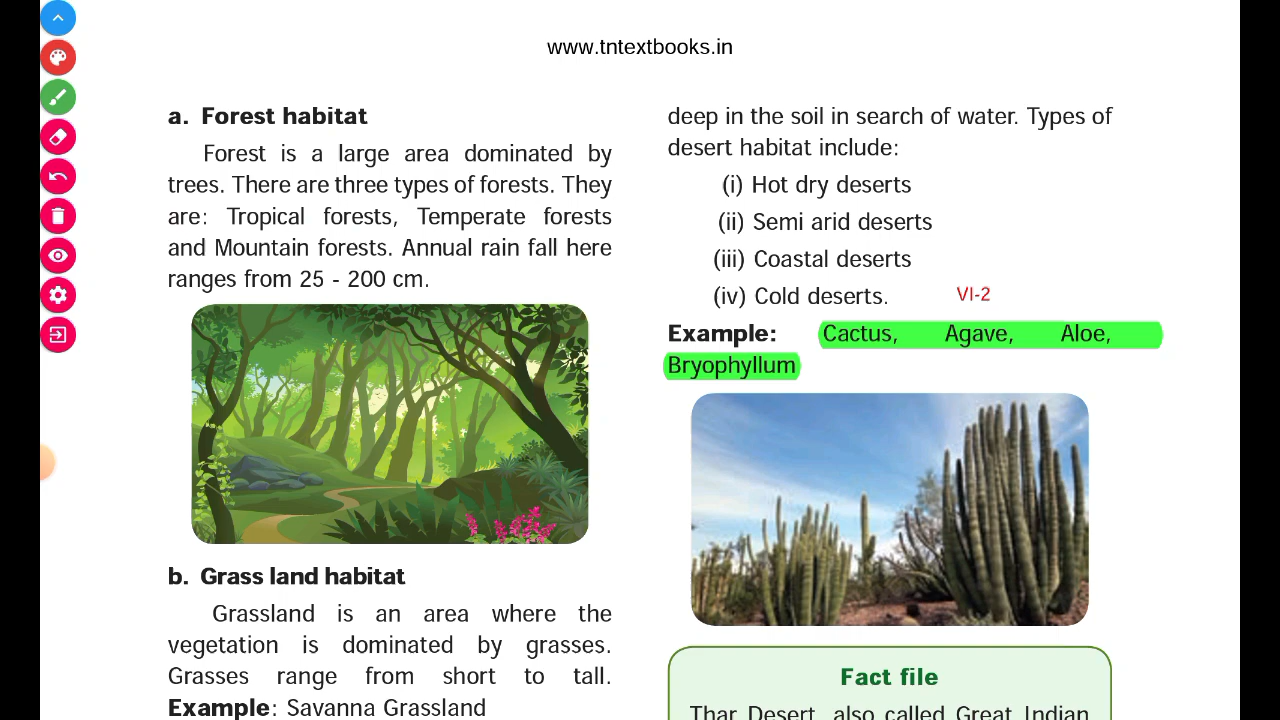 www.tntextbooks.in
a. Forest habitat
Forest is a large area dominated by
trees. There are three types of forests. They
are: Tropical forests, Temperate forests
and Mountain forests. Annual rain fall here
ranges from 25 - 200 cm.
b. Grass land habitat
Grassland is an area where the
vegetation is dominated by grasses.
Grasses range from short to tall.
Example: Savanna Grassland
deep in the soil in search of water. Types of
desert habitat include:
(i) Hot dry deserts
(ii) Semi arid deserts
(iii) Coastal deserts
(iv) Cold deserts.
VI-2
Example: Cactus, Agave, Aloe,
Bryophyllum
Fact file
Thar Desert, also called Great Indian